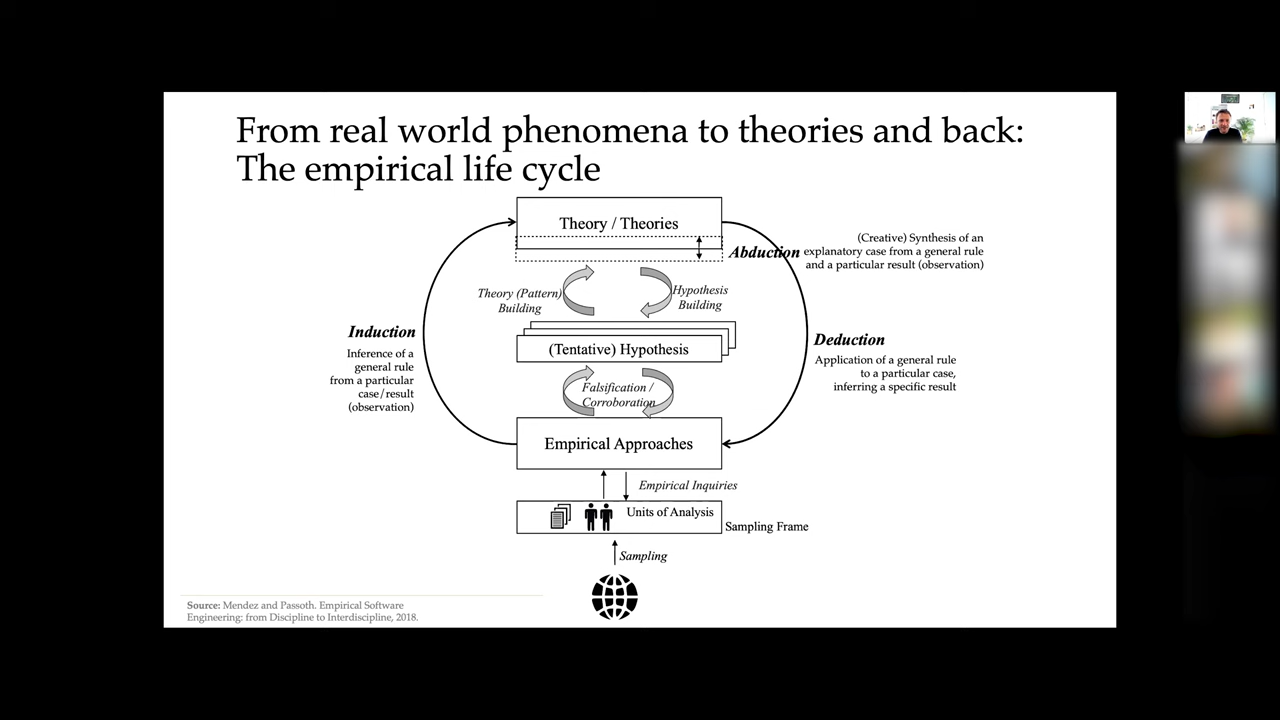 From real world phenomena to theories and back:
The empirical life cycle
Theory / Theories
Abduction
(Creative) Synthesis of an
explanatory case from a general rule
and a particular result (observation)
Theory (Pattern)
Building
Hypothesis
Building
Induction
Inference of a
general rule
from a particular
case/result
(observation)
(Tentative) Hypothesis
Deduction
Application of a general rule
to a particular case,
inferring a specific result
Falsification /
Corroboration
Empirical Approaches
Empirical Inquiries
Units of Analysis
Sampling Frame
Sampling
Source: Mendez and Passoth. Empirical Software
Engineering: from Discipline to Interdiscipline, 2018.